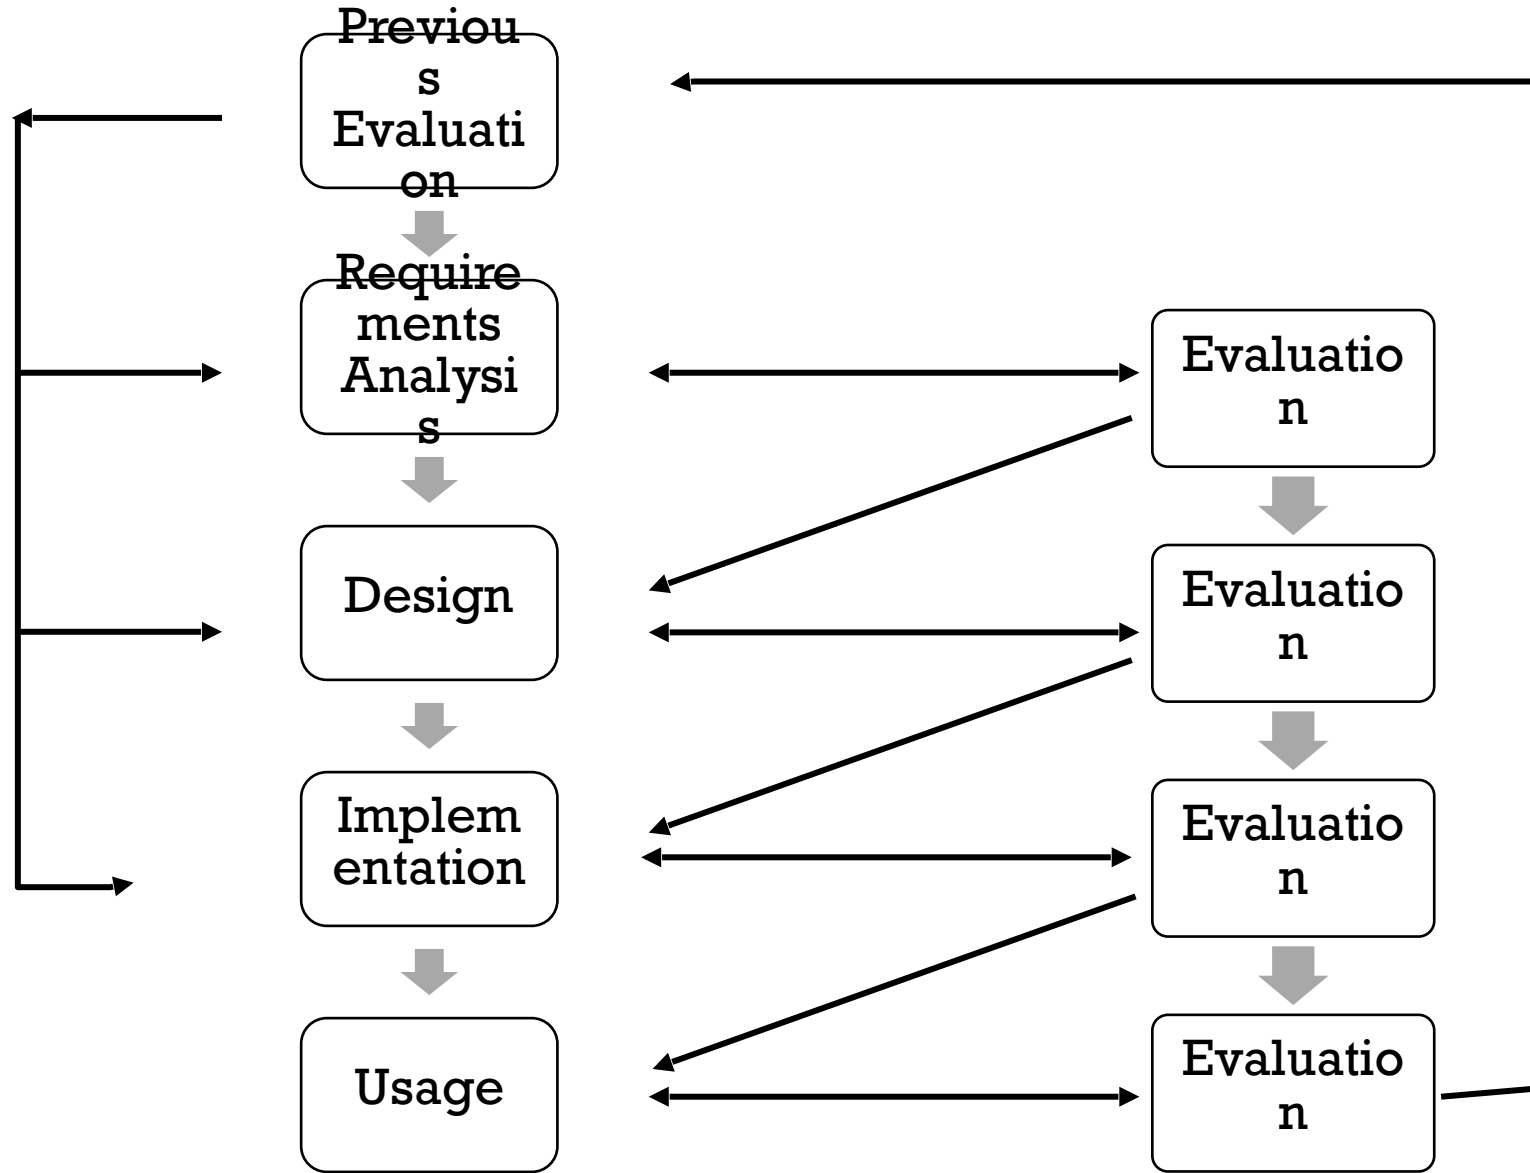 Previou
s
Evaluati
on
Require
ments
Analysi
s
Design
Implem
entation
Usage
Evaluatio
n
Evaluatio
n
Evaluatio
n
Evaluatio
n